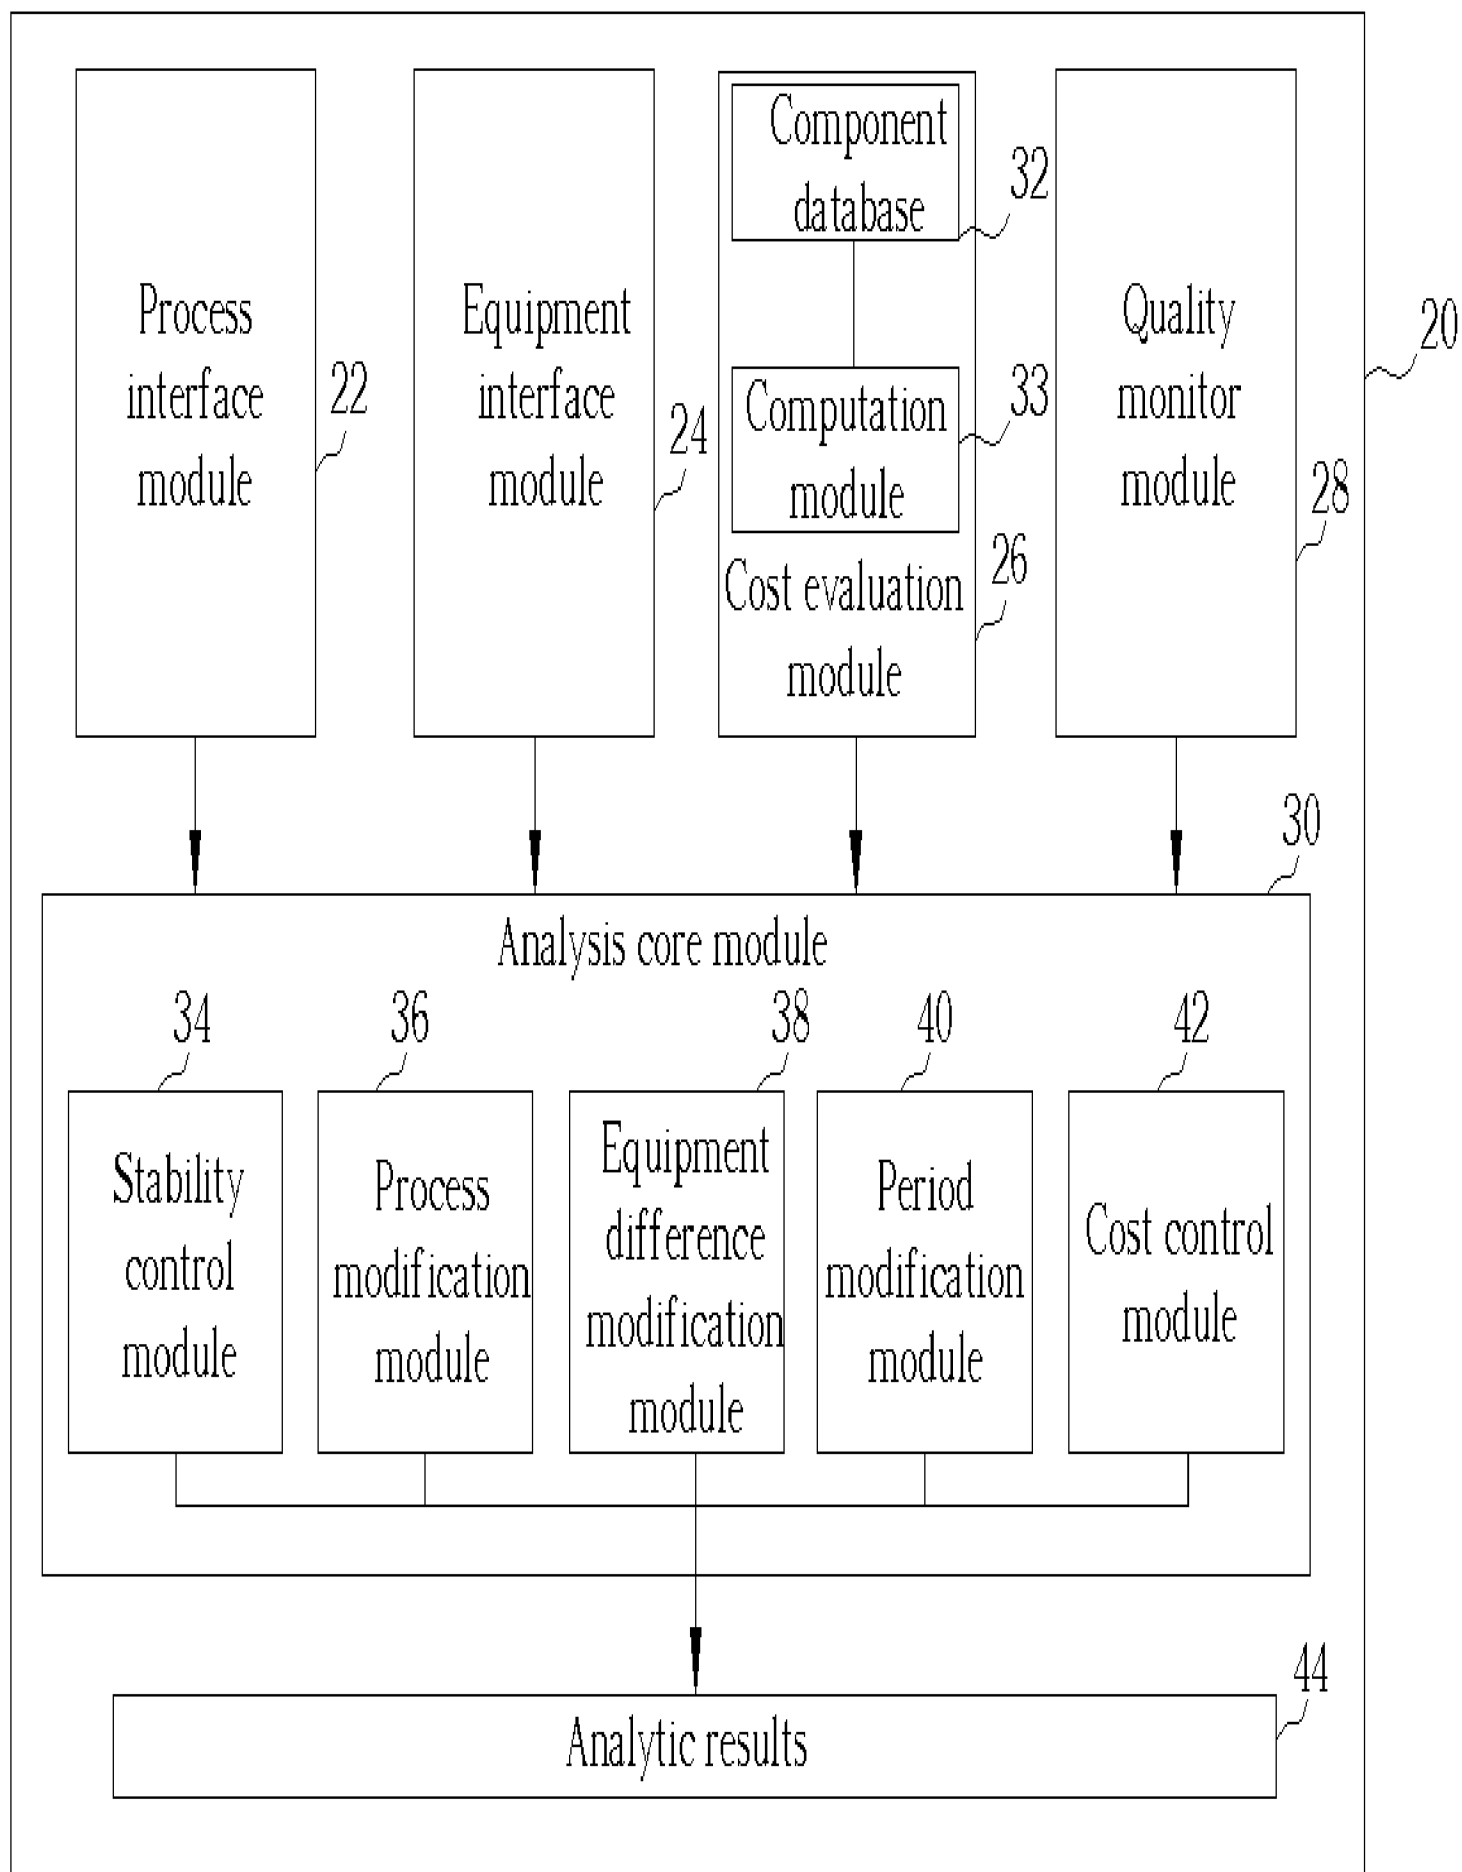 Process
interface
module
22
Equipment
interface
module
24
Component
database
32
Computation
module
33
Cost evaluation
module
26
Quality
monitor
module
28
20
30
Analysis core module
34
Stability
control
module
36
Process
modification
module
38
Equipment
difference
modification
module
40
Period
modification
module
42
Cost control
module
44
Analytic results